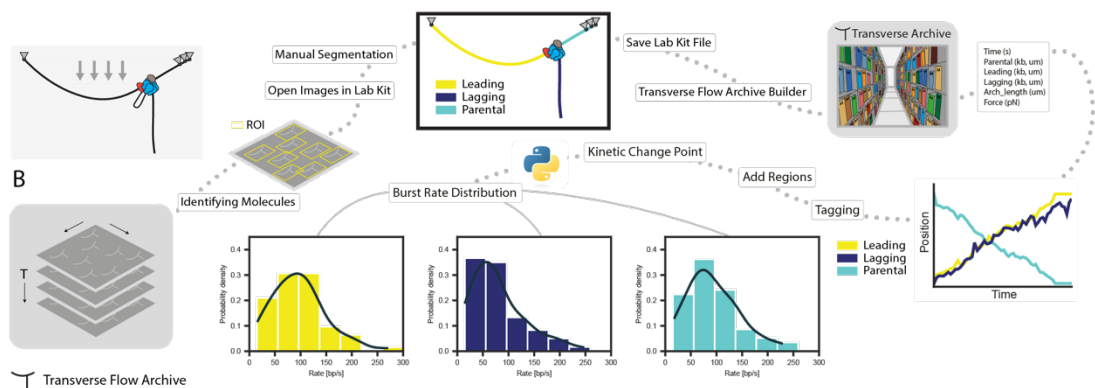 Manual Segmentation
Open Images in Lab Kit
ROI
Identifying Molecules
Leading
Lagging
Parental
Save Lab Kit File
Transverse Flow Archive Builder
Transverse Archive
Time (s)
Parental (kb, um)
Leading (kb, um)
Lagging (kb, um)
Arch_length (um)
Force (pN)
B
T
Transverse Flow Archive
Kinetic Change Point
Burst Rate Distribution
Add Regions
Tagging
Leading
Lagging
Parental
Position
Time
Probability density
0.4
0.3
0.2
0.1
0.0
0 50 100 150 200 250 300
Rate [bp/s]
Probability density
0.4
0.3
0.2
0.1
0.0
0 50 100 150 200 250 300
Rate [bp/s]
Probability density
0.4
0.3
0.2
0.1
0.0
0 50 100 150 200 250 300
Rate [bp/s]